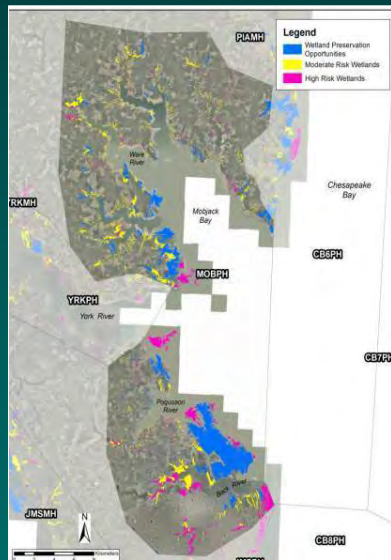 PIAMH
Legend
Wetland Preservation
Opportunities
Moderate Risk Wetlands
High Risk Wetlands
Ware
River
Chesapeake
Bay
Mobjack
Bay
YRKMH
CB6PH
MOBPH
YRKPH
York River
CB7PH
Poquoson
River
Back River
JMSMH
N
CB8PH